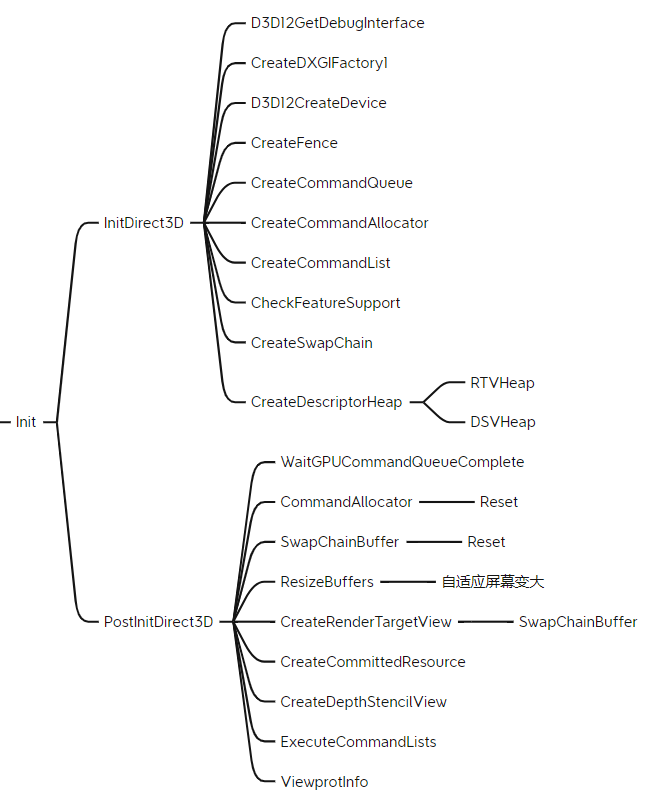 D3D12GetDebugInterface
CreateDXGIFactory1
D3D12CreateDevice
CreateFence
CreateCommandQueue
InitDirect3D
CreateCommandAllocator
CreateCommandList
CheckFeatureSupport
CreateSwapChain
CreateDescriptorHeap
RTVHeap
DSVHeap
Init
WaitGPUCommandQueueComplete
CommandAllocator
Reset
SwapChainBuffer
Reset
ResizeBuffers
自适应屏幕变大
PostInitDirect3D
CreateRenderTargetView
SwapChainBuffer
CreateCommittedResource
CreateDepthStencilView
ExecuteCommandLists
ViewprotInfo